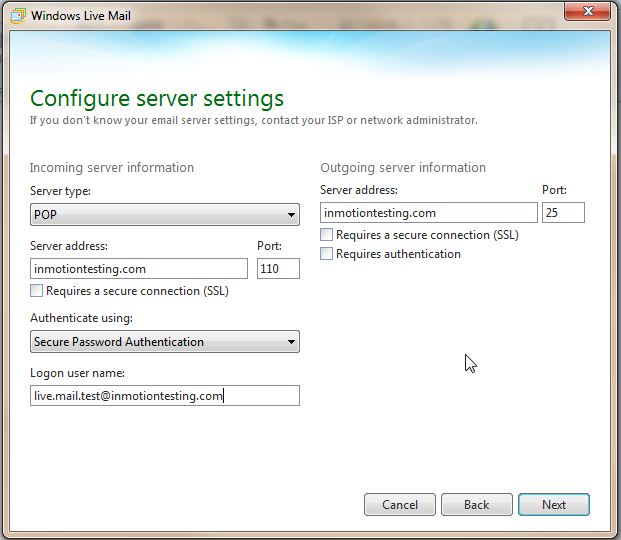 Windows Live Mail
Configure server settings
If you don't know your email server settings, contact your ISP or network administrator.
Incoming server information
Server type:
POP
Server address: Port:
inmotiontesting.com 110
Requires a secure connection (SSL)
Authenticate using:
Secure Password Authentication
Logon user name:
live.mail.test@inmotiontesting.com
Outgoing server information
Server address: Port:
inmotiontesting.com 25
Requires a secure connection (SSL)
Requires authentication
Cancel Back Next